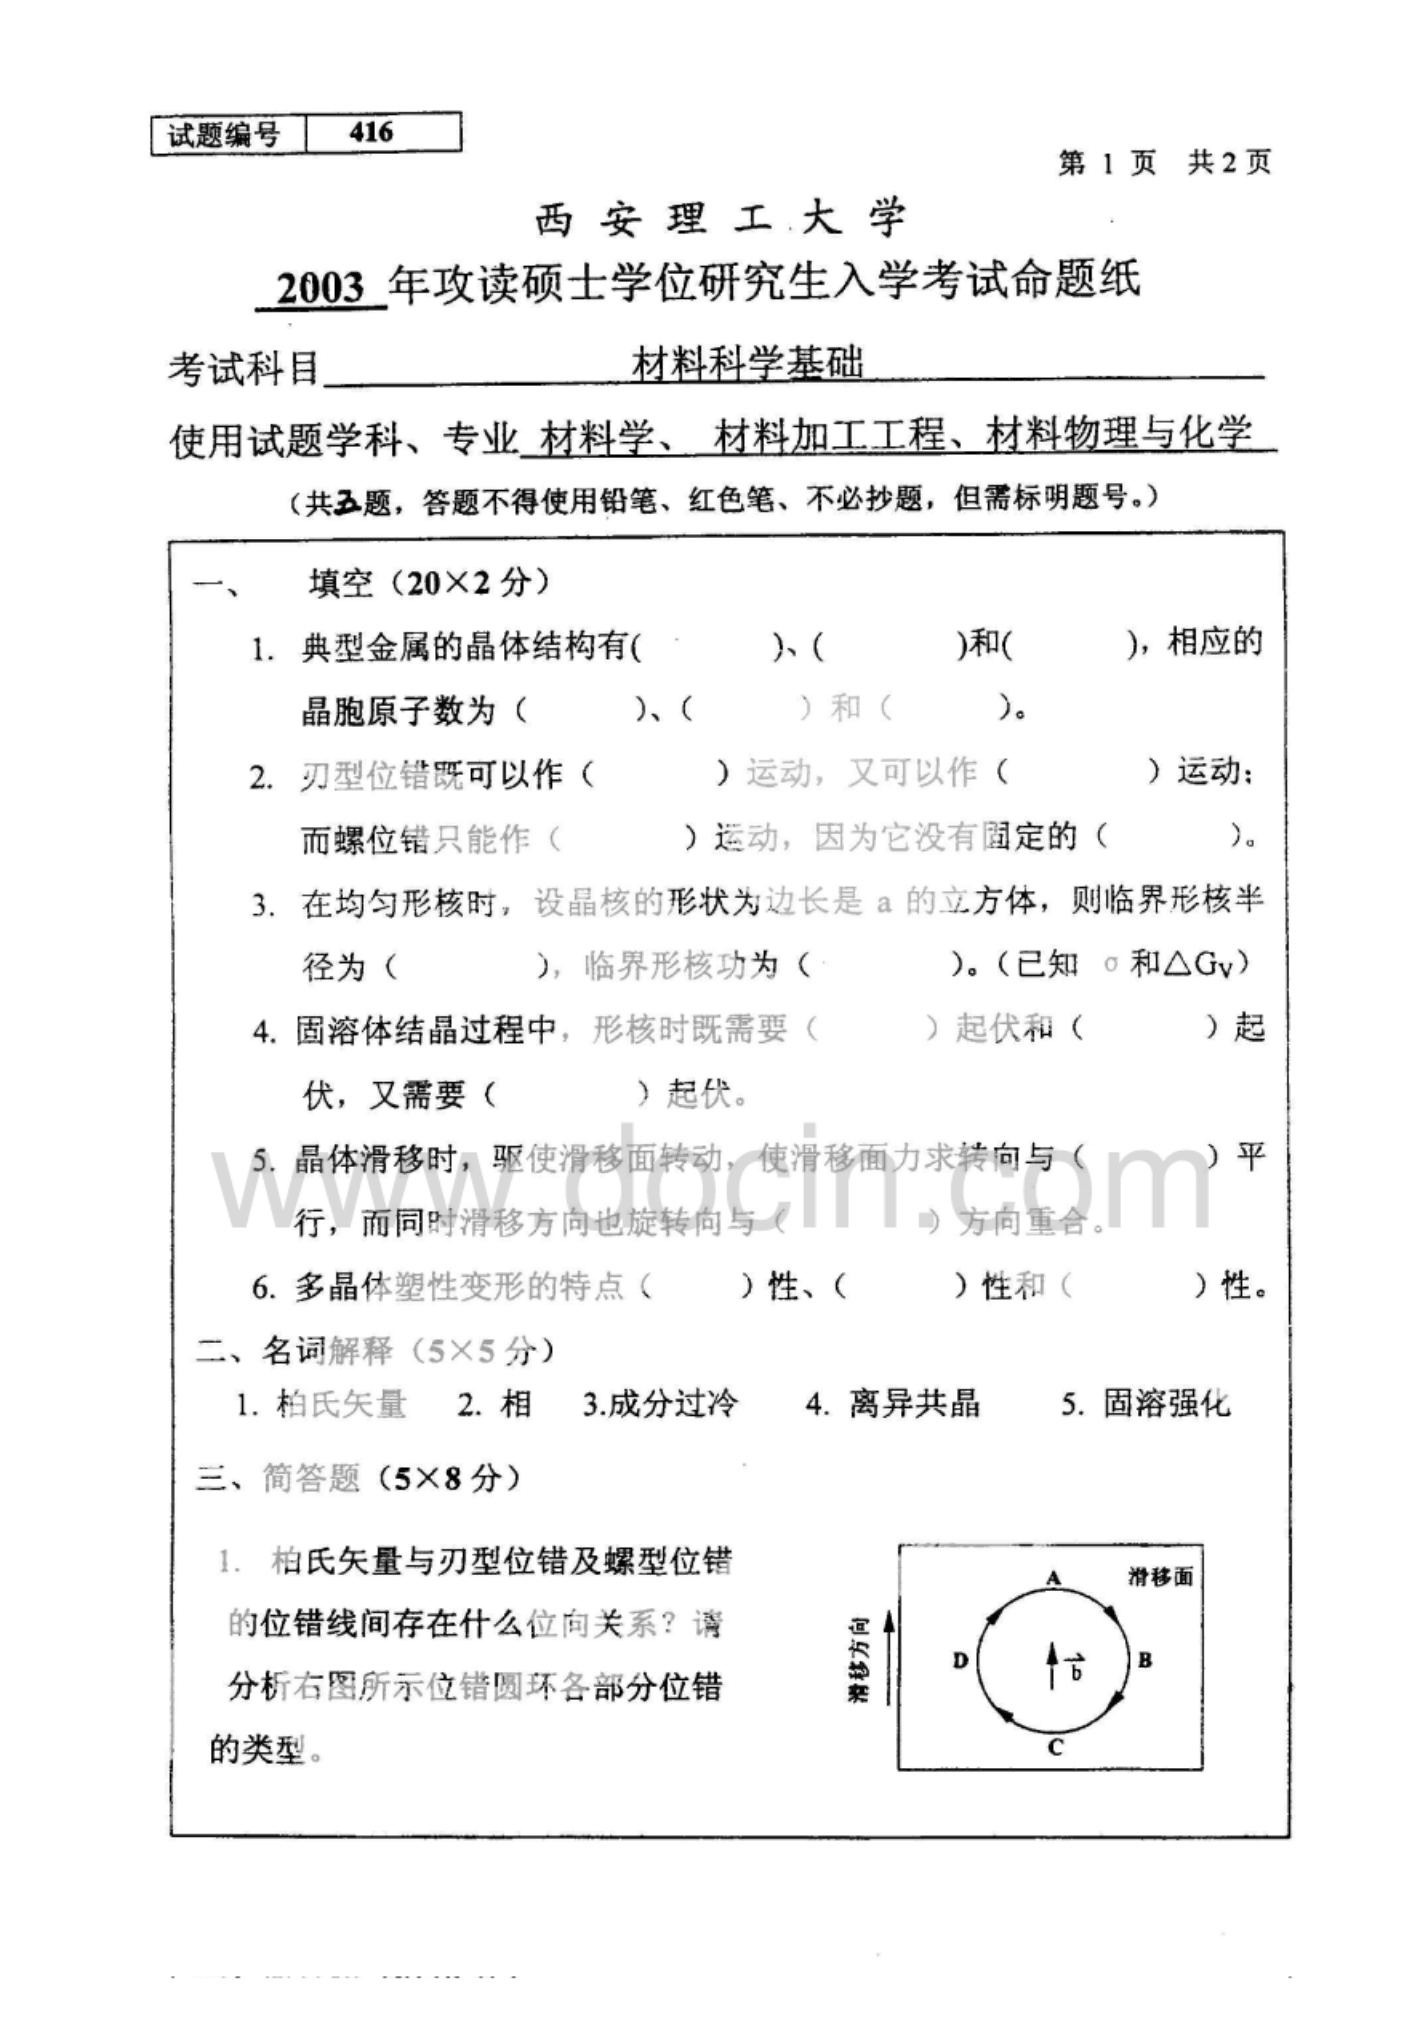 试题编号 416
第 1 页 共2页
西安理工大学
2003 年攻读硕士学位研究生入学考试命题纸
考试科目 材料科学基础
使用试题学科、专业 材料学、 材料加工工程、材料物理与化学
（共五题，答题不得使用铅笔、红色笔、不必抄题，但需标明题号。）
一、 填空（20×2 分）
1. 典型金属的晶体结构有( )、( )和( )，相应的
晶胞原子数为（ ）、（ ）和（ ）。
2. 刃型位错既可以作（ ）运动，又可以作（ ）运动；
而螺位错只能作（ ）运动，因为它没有固定的（ ）。
3. 在均匀形核时，设晶核的形状为边长是 a 的立方体，则临界形核半
径为（ ），临界形核功为（ ）。（已知 σ和△Gv）
4. 固溶体结晶过程中，形核时既需要（ ）起伏和（ ）起
伏，又需要（ ）起伏。
5. 晶体滑移时，驱使滑移面转动，使滑移面力求转向与（ ）平
行，而同时滑移方向也旋转向与（ ）方向重合。
6. 多晶体塑性变形的特点（ ）性、（ ）性和（ ）性。
二、名词解释（5×5 分）
1. 柏氏矢量 2. 相 3.成分过冷 4. 离异共晶 5. 固溶强化
三、简答题（5×8 分）
1. 柏氏矢量与刃型位错及螺型位错
的位错线间存在什么位向关系？请
分析右图所示位错圆环各部分位错
的类型。
滑移方向
滑移面
A
D
b
B
C
www.docin.com